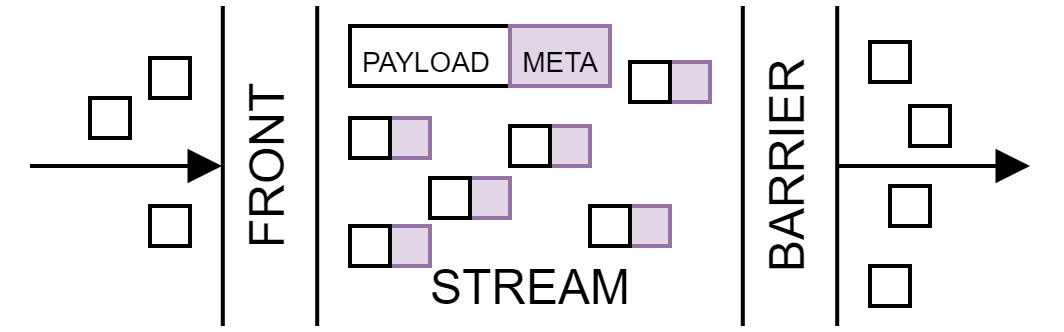 FRONT
PAYLOAD
META
STREAM
BARRIER